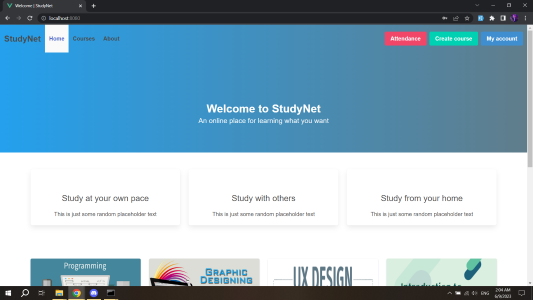 Welcome | StudyNet
localhost:8080
StudyNet
Home
Courses
About
Attendance
Create course
My account
Welcome to StudyNet
An online place for learning what you want
Study at your own pace
This is just some random placeholder text
Study with others
This is just some random placeholder text
Study from your home
This is just some random placeholder text
Programming
GRAPHIC
DESIGNING
UX DESIGN
Introduction to
ENG
2:04 AM
6/9/2023